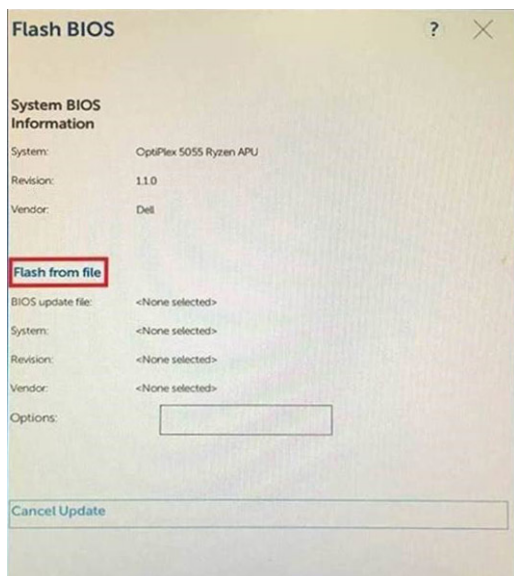 Flash BIOS ?
System BIOS
Information
System: OptiPlex 5055 Ryzen APU
Revision: 1.1.0
Vendor: Dell
Flash from file
BIOS update file: <None selected>
System: <None selected>
Revision: <None selected>
Vendor: <None selected>
Options:
Cancel Update